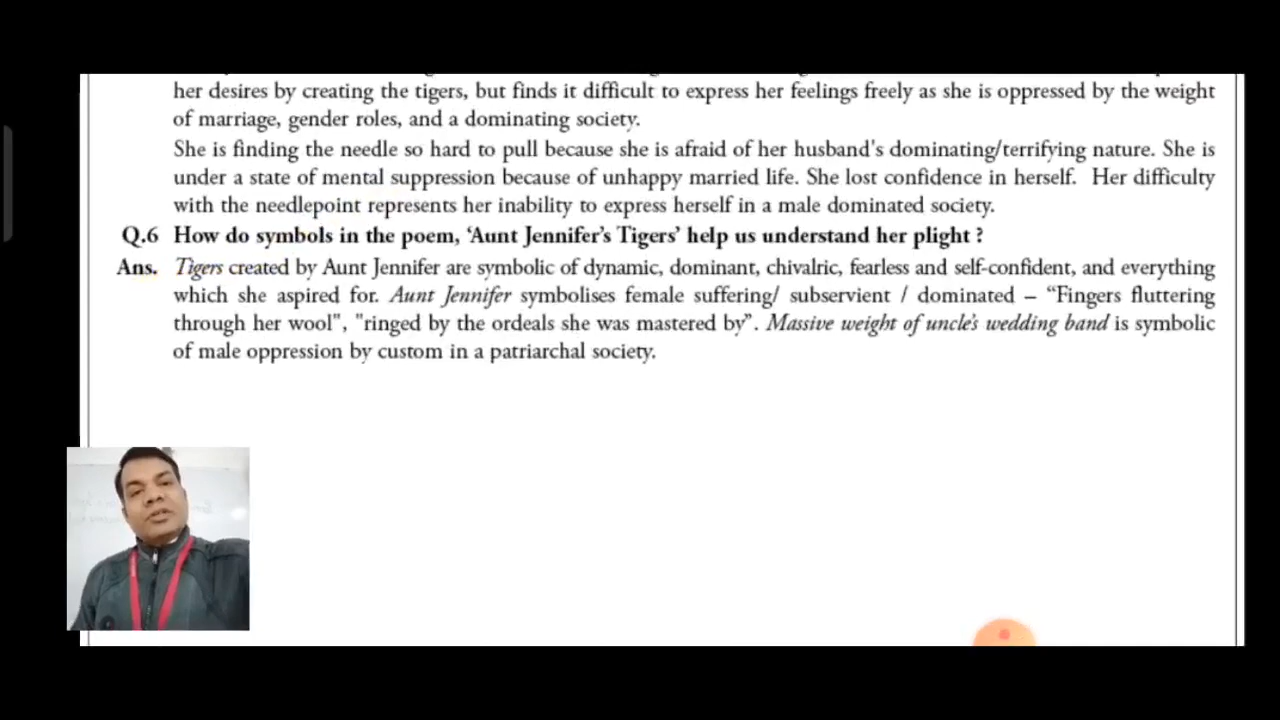 her desires by creating the tigers, but finds it difficult to express her feelings freely as she is oppressed by the weight
of marriage, gender roles, and a dominating society.
She is finding the needle so hard to pull because she is afraid of her husband's dominating/terrifying nature. She is
under a state of mental suppression because of unhappy married life. She lost confidence in herself. Her difficulty
with the needlepoint represents her inability to express herself in a male dominated society.
Q.6 How do symbols in the poem, ‘Aunt Jennifer’s Tigers’ help us understand her plight ?
Ans. Tigers created by Aunt Jennifer are symbolic of dynamic, dominant, chivalric, fearless and self-confident, and everything
which she aspired for. Aunt Jennifer symbolises female suffering/ subservient / dominated – “Fingers fluttering
through her wool", "ringed by the ordeals she was mastered by”. Massive weight of uncle's wedding band is symbolic
of male oppression by custom in a patriarchal society.